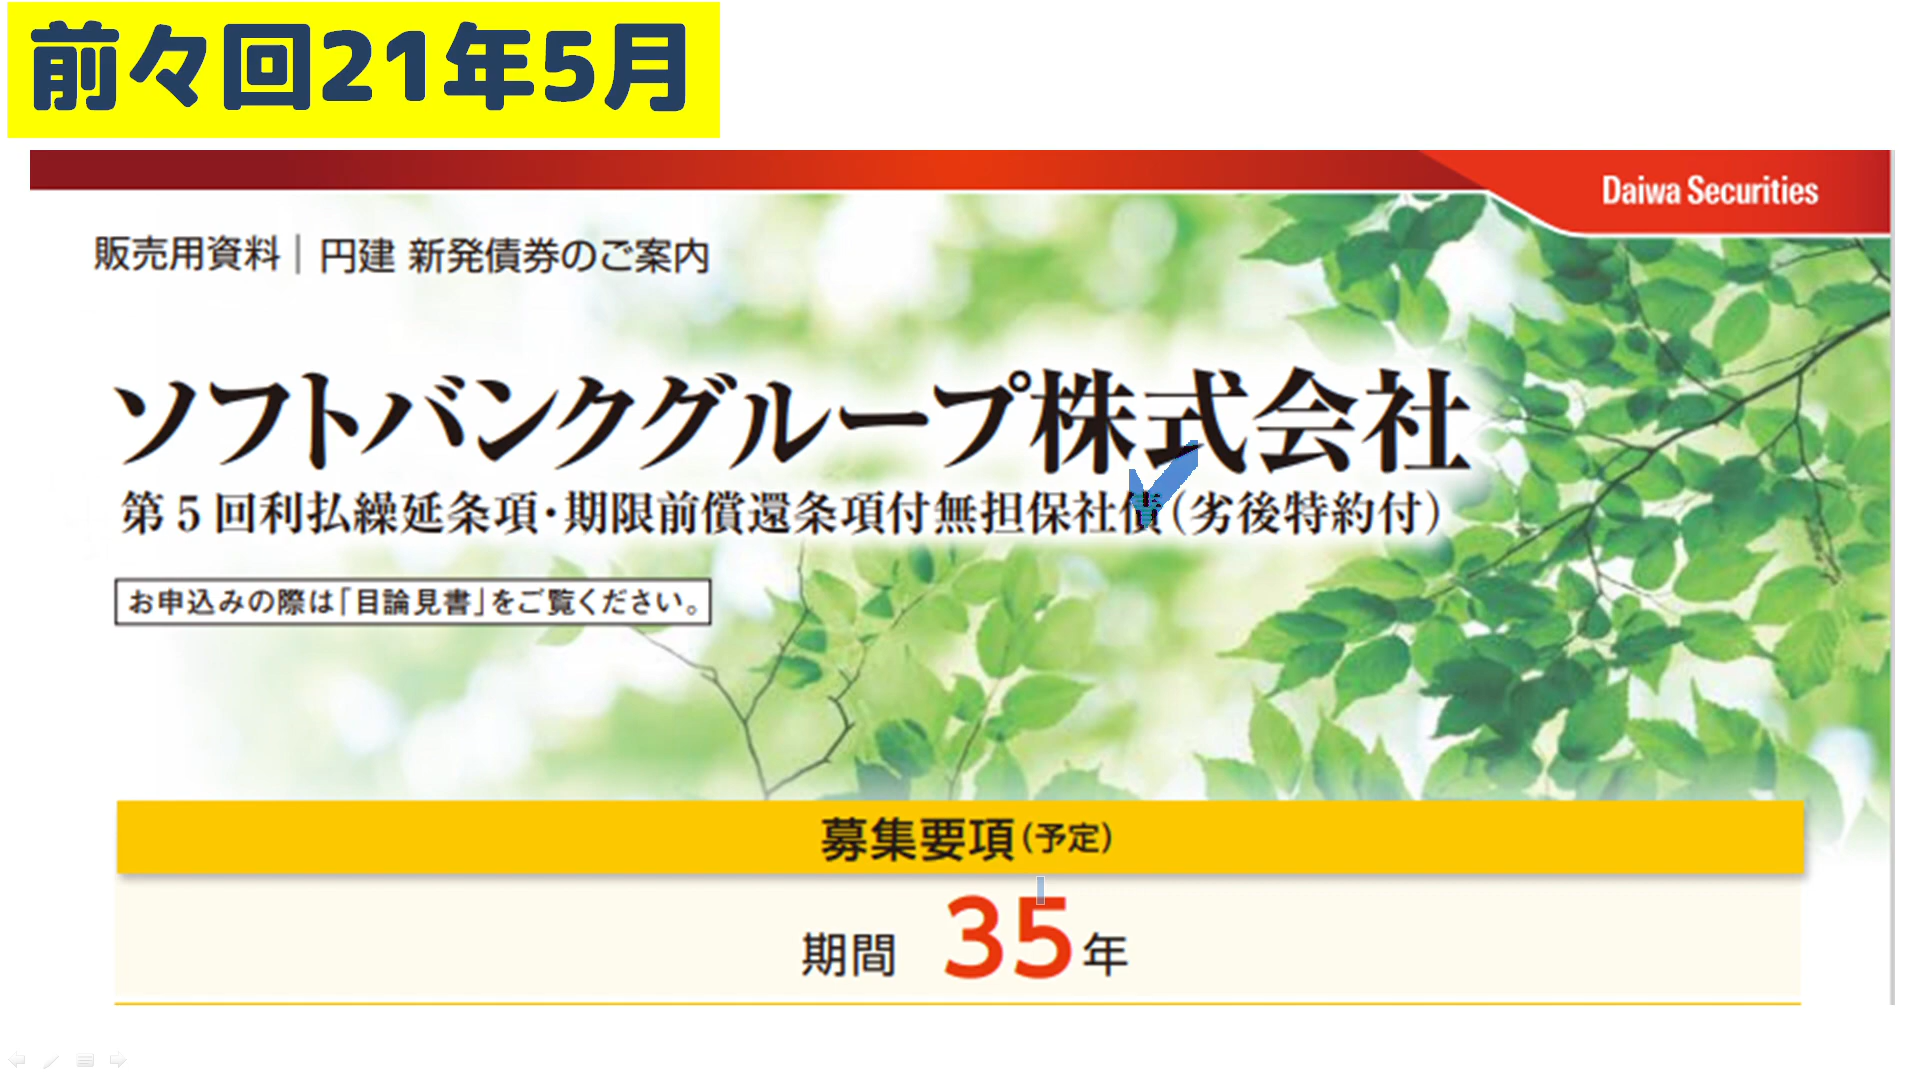 前々回21年5月
Daiwa Securities
販売用資料｜円建 新発債券のご案内
ソフトバンクグループ株式会社
第5回利払繰延条項・期限前償還条項付無担保社債(劣後特約付)
お申込みの際は「目論見書」をご覧ください。
募集要項(予定)
期間 35年